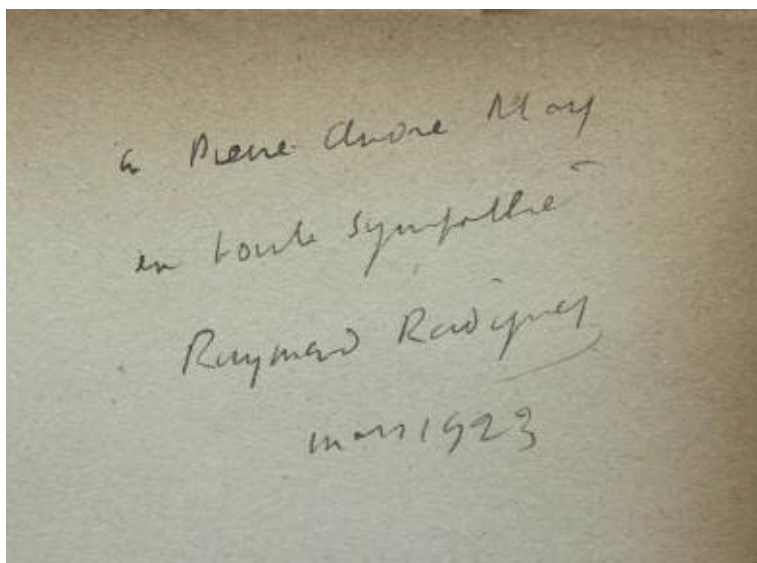 à Pierre André May
en toute sympathie
Raymond Radiguet
mars 1923